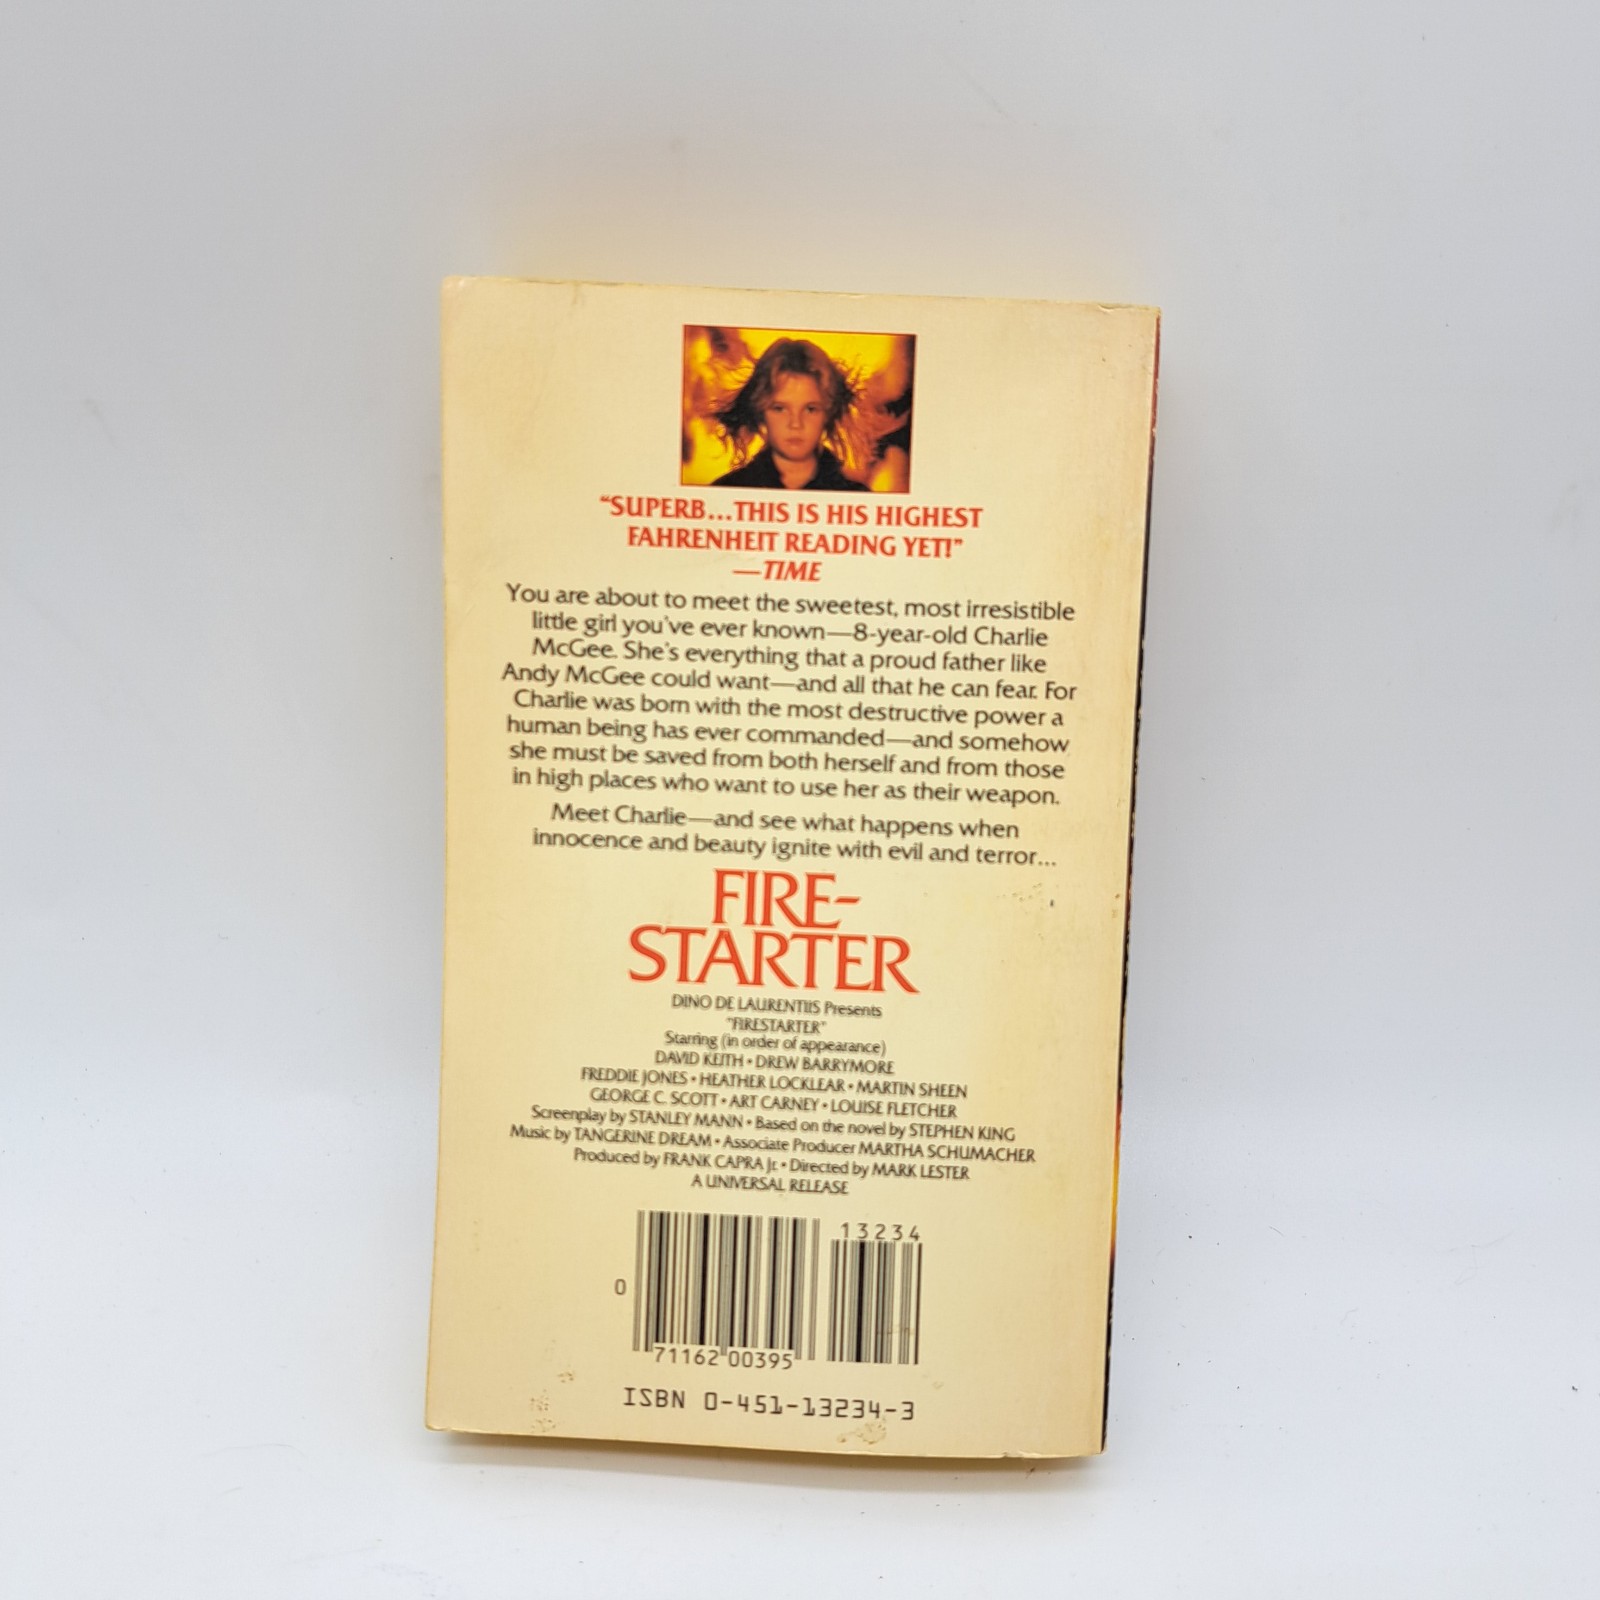 “SUPERB...THIS IS HIS HIGHEST
FAHRENHEIT READING YET!”
—TIME
You are about to meet the sweetest, most irresistible
little girl you've ever known—8-year-old Charlie
McGee. She's everything that a proud father like
Andy McGee could want—and all that he can fear. For
Charlie was born with the most destructive power a
human being has ever commanded—and somehow
she must be saved from both herself and from those
in high places who want to use her as their weapon.
Meet Charlie—and see what happens when
innocence and beauty ignite with evil and terror...
FIRE-
STARTER
DINO DE LAURENTIIS Presents
"FIRESTARTER"
Starring (in order of appearance)
DAVID KEITH • DREW BARRYMORE
FREDDIE JONES • HEATHER LOCKLEAR • MARTIN SHEEN
GEORGE C. SCOTT • ART CARNEY • LOUISE FLETCHER
Screenplay by STANLEY MANN • Based on the novel by STEPHEN KING
Music by TANGERINE DREAM • Associate Producer MARTHA SCHUMACHER
Produced by FRANK CAPRA Jr. • Directed by MARK LESTER
A UNIVERSAL RELEASE
13234
0
71162 00395
ISBN 0-451-13234-3